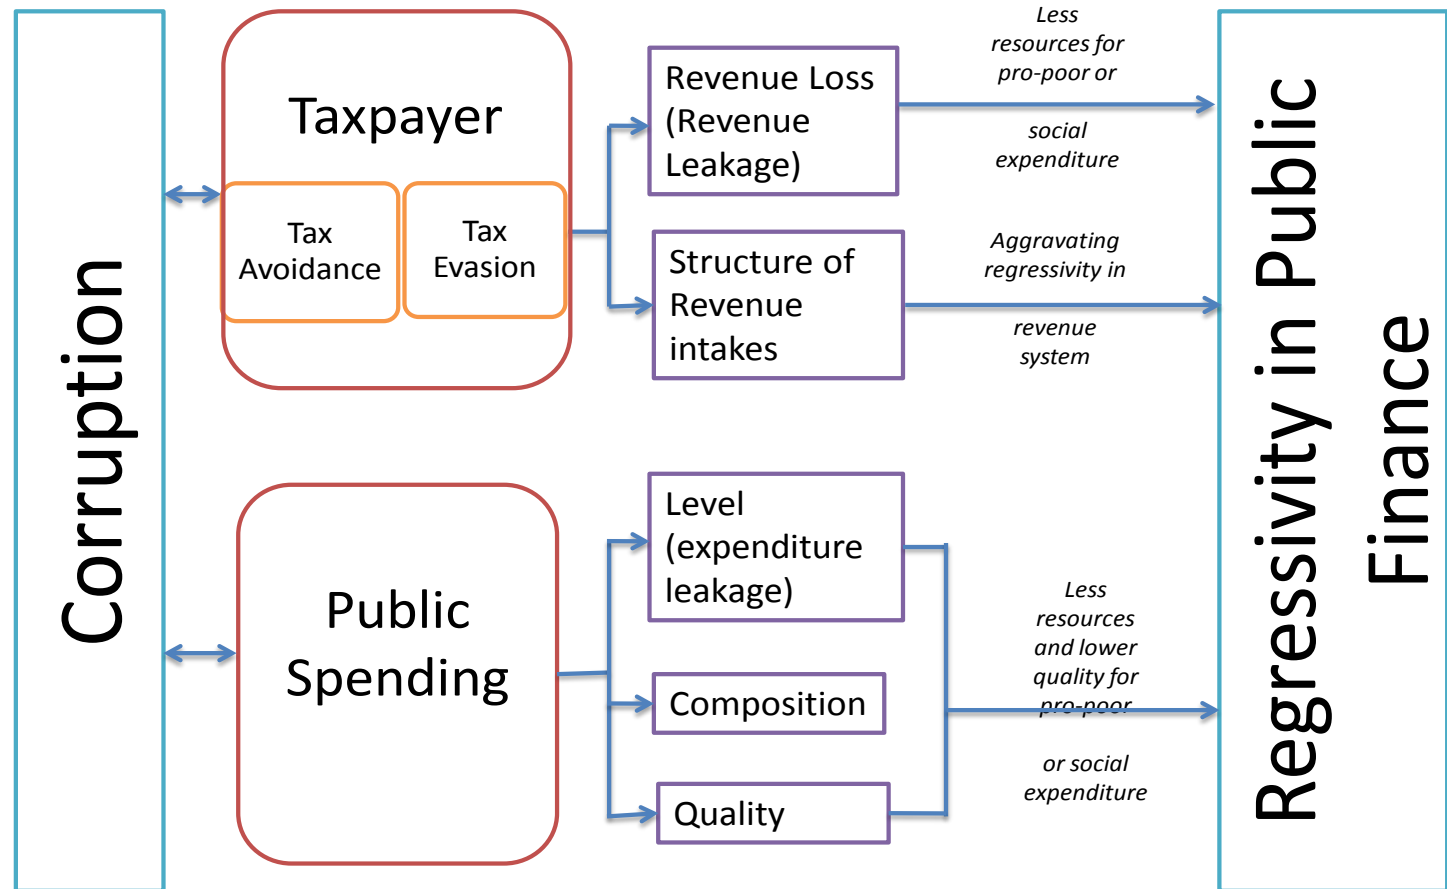 Corruption
Taxpayer
Tax
Avoidance
Tax
Evasion
Revenue Loss
(Revenue
Leakage)
Less
resources for
pro-poor or
social
expenditure
Structure of
Revenue
intakes
Aggravating
regressivity in
revenue
system
Public
Spending
Level
(expenditure
leakage)
Composition
Quality
Less
resources
and lower
quality for
pro-poor
or social
expenditure
Regressivity in Public
Finance